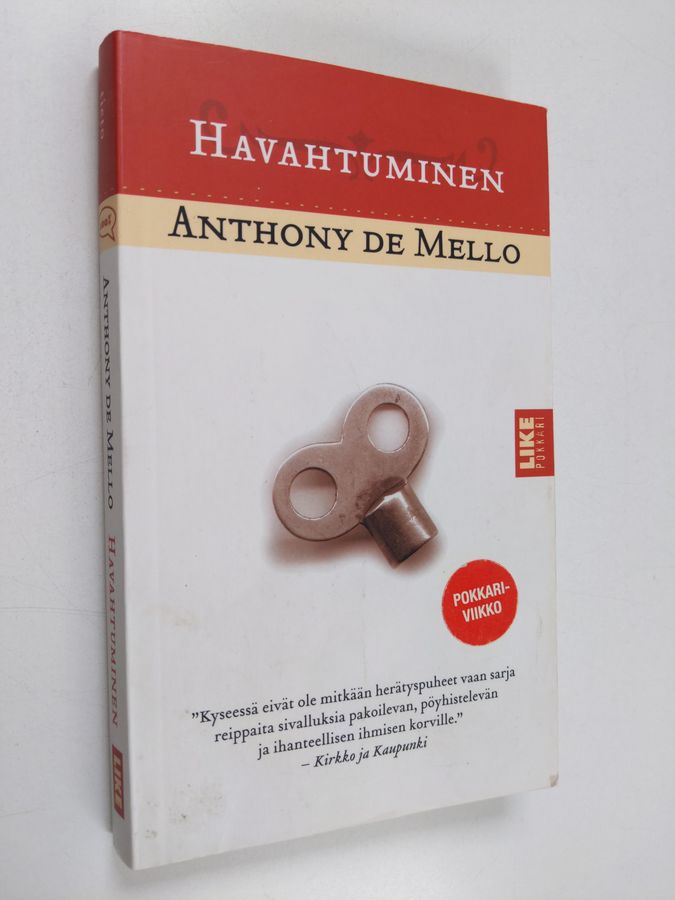 HAVAHTUMINEN
ANTHONY DE MELLO
LIKE
POKKARI
POKKARI-
VIIKKO
"Kyseessä eivät ole mitkään herätyspuheet vaan sarja
reippaita sivalluksia pakoilevan, pöyhistelevän
ja ihanteellisen ihmisen korville."
– Kirkko ja Kaupunki
ANTHONY DE MELLO HAVAHTUMINEN
LIKE